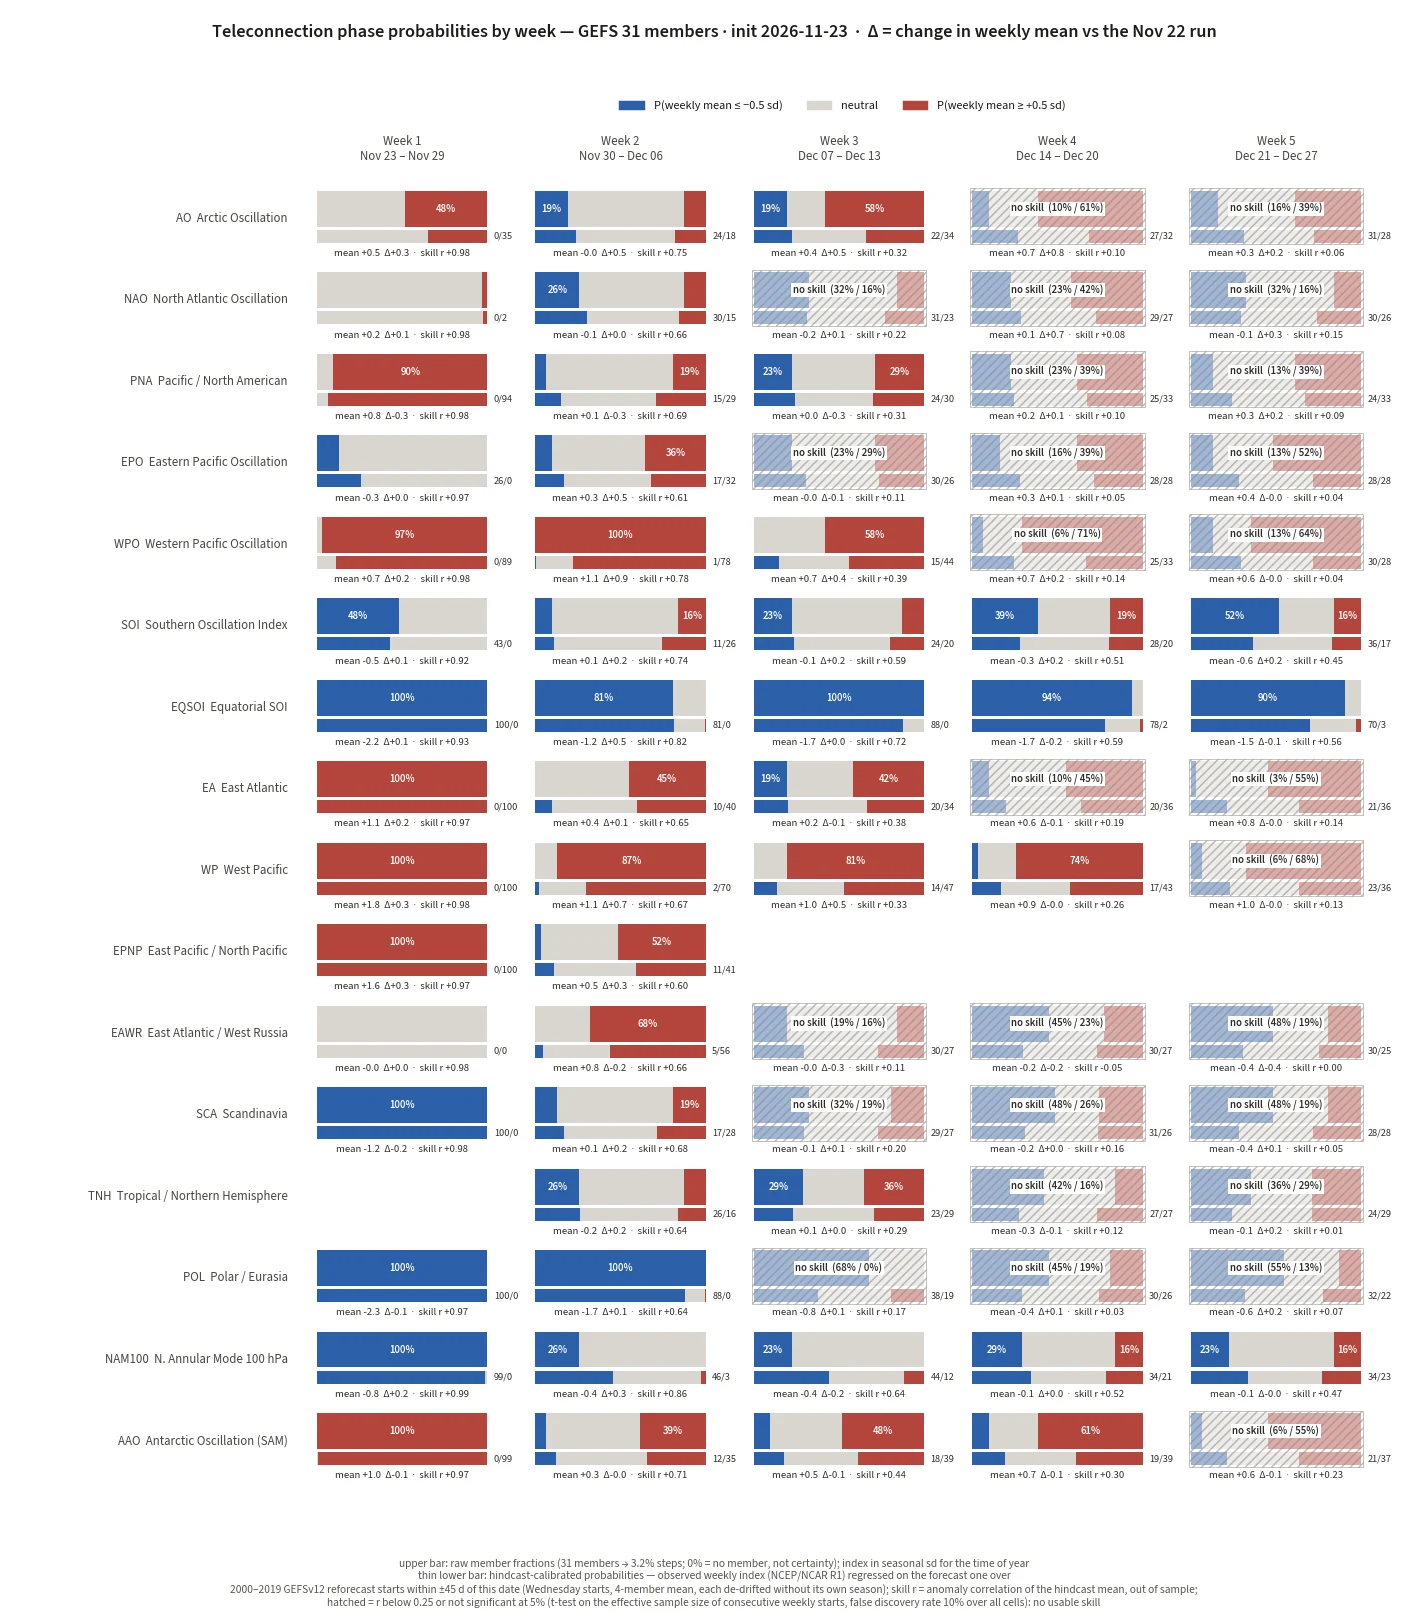 Teleconnection phase probabilities by week — GEFS 31 members · init 2026-11-23 · Δ = change in weekly mean vs the Nov 22 run
P(weekly mean ≤ −0.5 sd) neutral P(weekly mean ≥ +0.5 sd)
Week 1 Week 2 Week 3 Week 4 Week 5
Nov 23 – Nov 29 Nov 30 – Dec 06 Dec 07 – Dec 13 Dec 14 – Dec 20 Dec 21 – Dec 27
AO Arctic Oscillation 48% 19% 19% 58% no skill (10% / 61%) no skill (16% / 39%)
0/35 24/18 22/34 27/32 31/28
mean +0.5 Δ+0.3 · skill r +0.98 mean -0.0 Δ+0.5 · skill r +0.75 mean +0.4 Δ+0.5 · skill r +0.32 mean +0.7 Δ+0.8 · skill r +0.10 mean +0.3 Δ+0.2 · skill r +0.06
NAO North Atlantic Oscillation 26% no skill (32% / 16%) no skill (23% / 42%) no skill (32% / 16%)
0/2 30/15 31/23 29/27 30/26
mean +0.2 Δ+0.1 · skill r +0.98 mean -0.1 Δ+0.0 · skill r +0.66 mean -0.2 Δ+0.1 · skill r +0.22 mean +0.1 Δ+0.7 · skill r +0.08 mean -0.1 Δ+0.3 · skill r +0.15
PNA Pacific / North American 90% 19% 23% 29% no skill (23% / 39%) no skill (13% / 39%)
0/94 15/29 24/30 25/33 24/33
mean +0.8 Δ-0.3 · skill r +0.98 mean +0.1 Δ-0.3 · skill r +0.69 mean +0.0 Δ-0.3 · skill r +0.31 mean +0.2 Δ+0.1 · skill r +0.10 mean +0.3 Δ+0.2 · skill r +0.09
EPO Eastern Pacific Oscillation 36% no skill (23% / 29%) no skill (16% / 39%) no skill (13% / 52%)
26/0 17/32 30/26 28/28 28/28
mean -0.3 Δ+0.0 · skill r +0.97 mean +0.3 Δ+0.5 · skill r +0.61 mean -0.0 Δ-0.1 · skill r +0.11 mean +0.3 Δ+0.1 · skill r +0.05 mean +0.4 Δ-0.0 · skill r +0.04
WPO Western Pacific Oscillation 97% 100% 58% no skill (6% / 71%) no skill (13% / 64%)
0/89 1/78 15/44 25/33 30/28
mean +0.7 Δ+0.2 · skill r +0.98 mean +1.1 Δ+0.9 · skill r +0.78 mean +0.7 Δ+0.4 · skill r +0.39 mean +0.7 Δ+0.2 · skill r +0.14 mean +0.6 Δ-0.0 · skill r +0.04
SOI Southern Oscillation Index 48% 16% 23% 39% 19% 52% 16%
43/0 11/26 24/20 28/20 36/17
mean -0.5 Δ+0.1 · skill r +0.92 mean +0.1 Δ+0.2 · skill r +0.74 mean -0.1 Δ+0.2 · skill r +0.59 mean -0.3 Δ+0.2 · skill r +0.51 mean -0.6 Δ+0.2 · skill r +0.45
EQSOI Equatorial SOI 100% 81% 100% 94% 90%
100/0 81/0 88/0 78/2 70/3
mean -2.2 Δ+0.1 · skill r +0.93 mean -1.2 Δ+0.5 · skill r +0.82 mean -1.7 Δ+0.0 · skill r +0.72 mean -1.7 Δ-0.2 · skill r +0.59 mean -1.5 Δ-0.1 · skill r +0.56
EA East Atlantic 100% 45% 19% 42% no skill (10% / 45%) no skill (3% / 55%)
0/100 10/40 20/34 20/36 21/36
mean +1.1 Δ+0.2 · skill r +0.97 mean +0.4 Δ+0.1 · skill r +0.65 mean +0.2 Δ-0.1 · skill r +0.38 mean +0.6 Δ-0.1 · skill r +0.19 mean +0.8 Δ-0.0 · skill r +0.14
WP West Pacific 100% 87% 81% 74% no skill (6% / 68%)
0/100 2/70 14/47 17/43 23/36
mean +1.8 Δ+0.3 · skill r +0.98 mean +1.1 Δ+0.7 · skill r +0.67 mean +1.0 Δ+0.5 · skill r +0.33 mean +0.9 Δ-0.0 · skill r +0.26 mean +1.0 Δ-0.0 · skill r +0.13
EPNP East Pacific / North Pacific 100% 52%
0/100 11/41
mean +1.6 Δ+0.3 · skill r +0.97 mean +0.5 Δ+0.3 · skill r +0.60
EAWR East Atlantic / West Russia 68% no skill (19% / 16%) no skill (45% / 23%) no skill (48% / 19%)
0/0 5/56 30/27 30/27 30/25
mean -0.0 Δ+0.0 · skill r +0.98 mean +0.8 Δ-0.2 · skill r +0.66 mean -0.0 Δ-0.3 · skill r +0.11 mean -0.2 Δ-0.2 · skill r -0.05 mean -0.4 Δ-0.4 · skill r +0.00
SCA Scandinavia 100% 19% no skill (32% / 19%) no skill (48% / 26%) no skill (48% / 19%)
100/0 17/28 29/27 31/26 28/28
mean -1.2 Δ-0.2 · skill r +0.98 mean +0.1 Δ+0.2 · skill r +0.68 mean -0.1 Δ+0.1 · skill r +0.20 mean -0.2 Δ+0.0 · skill r +0.16 mean -0.4 Δ+0.1 · skill r +0.05
TNH Tropical / Northern Hemisphere 26% 29% 36% no skill (42% / 16%) no skill (36% / 29%)
26/16 23/29 27/27 24/29
mean -0.2 Δ+0.2 · skill r +0.64 mean +0.1 Δ+0.0 · skill r +0.29 mean -0.3 Δ-0.1 · skill r +0.12 mean -0.1 Δ+0.2 · skill r +0.01
POL Polar / Eurasia 100% 100% no skill (68% / 0%) no skill (45% / 19%) no skill (55% / 13%)
100/0 88/0 38/19 30/26 32/22
mean -2.3 Δ-0.1 · skill r +0.97 mean -1.7 Δ+0.1 · skill r +0.64 mean -0.8 Δ+0.1 · skill r +0.17 mean -0.4 Δ+0.1 · skill r +0.03 mean -0.6 Δ+0.2 · skill r +0.07
NAM100 N. Annular Mode 100 hPa 100% 26% 23% 29% 16% 23% 16%
99/0 46/3 44/12 34/21 34/23
mean -0.8 Δ+0.2 · skill r +0.99 mean -0.4 Δ+0.3 · skill r +0.86 mean -0.4 Δ-0.2 · skill r +0.64 mean -0.1 Δ+0.0 · skill r +0.52 mean -0.1 Δ-0.0 · skill r +0.47
AAO Antarctic Oscillation (SAM) 100% 39% 48% 61% no skill (6% / 55%)
0/99 12/35 18/39 19/39 21/37
mean +1.0 Δ-0.1 · skill r +0.97 mean +0.3 Δ-0.0 · skill r +0.71 mean +0.5 Δ-0.1 · skill r +0.44 mean +0.7 Δ-0.1 · skill r +0.30 mean +0.6 Δ-0.1 · skill r +0.23
upper bar: raw member fractions (31 members → 3.2% steps; 0% = no member, not certainty); index in seasonal sd for the time of year
thin lower bar: hindcast-calibrated probabilities — observed weekly index (NCEP/NCAR R1) regressed on the forecast one over
2000–2019 GEFSv12 reforecast starts within ±45 d of this date (Wednesday starts, 4-member mean, each de-drifted without its own season); skill r = anomaly correlation of the hindcast mean, out of sample;
hatched = r below 0.25 or not significant at 5% (t-test on the effective sample size of consecutive weekly starts, false discovery rate 10% over all cells): no usable skill